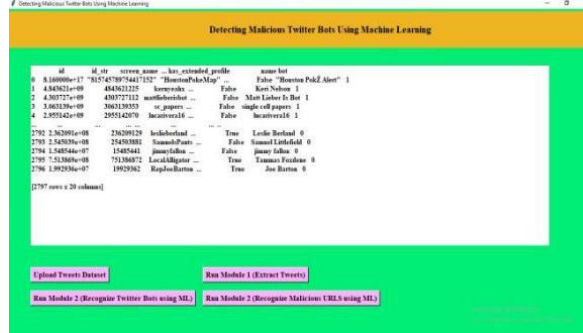 Detecting Malicious Twitter Bots Using Machine Learning
Detecting Malicious Twitter Bots Using Machine Learning
id id_str screen_name ... has_extended_profile name bot
0 8.160000e+17 "815745789754417152" "HoustonPokeMap" ... False "Houston PokŽ Alert" 1
1 4.843621e+09 4843621225 kernyeahx ... False Keri Nelson 1
2 4.303727e+09 4303727112 mattlieberisbot ... False Matt Lieber Is Bot 1
3 3.063139e+09 3063139353 sc_papers ... False single cell papers 1
4 2.955142e+09 2955142070 lucarivera16 ... False lucarivera16 1
... ... ... ... ... ... ...
2792 2.362091e+08 236209129 leslieberland ... True Leslie Berland 0
2793 2.545039e+08 254503881 ... False Samuel Littlefield 0
2794 1.548544e+07 15485441 jimmyfallon ... False jimmy fallon 0
2795 7.513869e+08 751386872 LocalAlligator ... True Tammas Foxdene 0
2796 1.992936e+07 19929362 RepJoeBarton ... True Joe Barton 0
[2797 rows x 20 columns]
Upload Tweets Dataset
Run Module 1 (Extract Tweets)
Run Module 2 (Recognize Twitter Bots using ML)
Run Module 2 (Recognize Malicious URLS using ML)